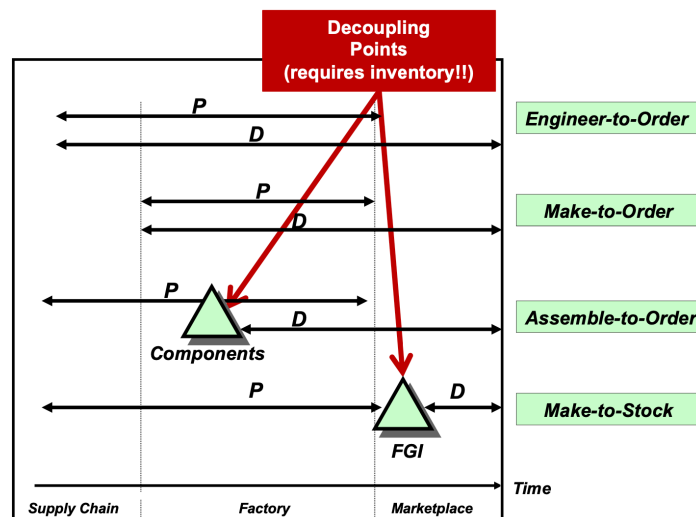 Decoupling
Points
(requires inventory!!)
P
Engineer-to-Order
D
P
Make-to-Order
D
P
D
Assemble-to-Order
Components
P
D
Make-to-Stock
FGI
Time
Supply Chain
Factory
Marketplace